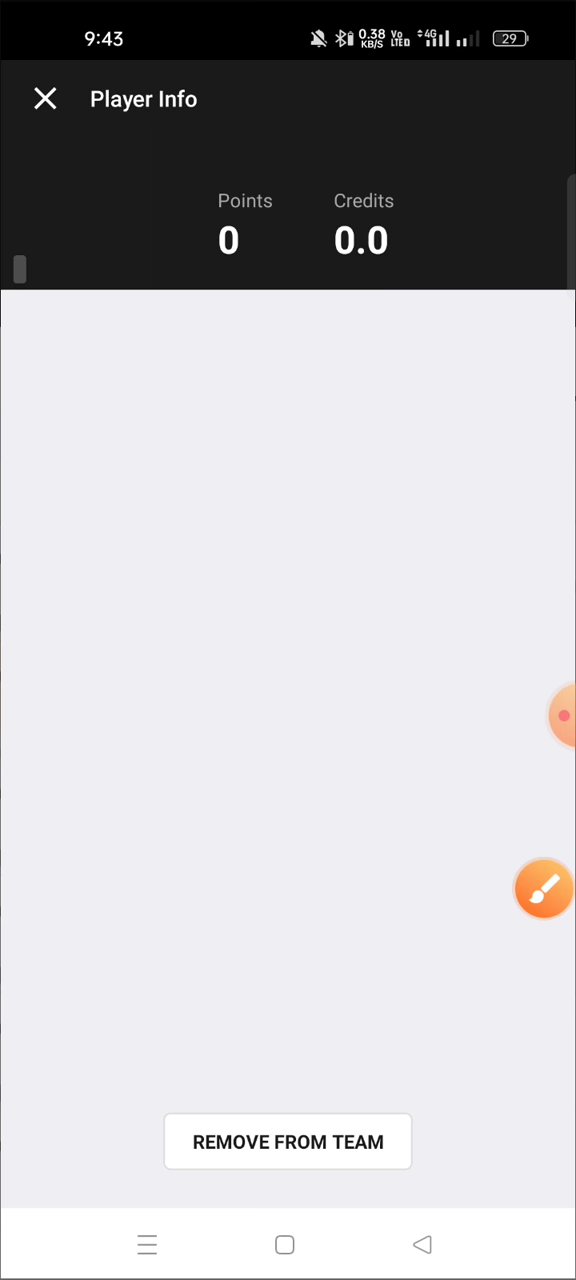 9:43
0.38
KB/S
Vo
LTE
4G
29
Player Info
Points
Credits
0
0.0
REMOVE FROM TEAM